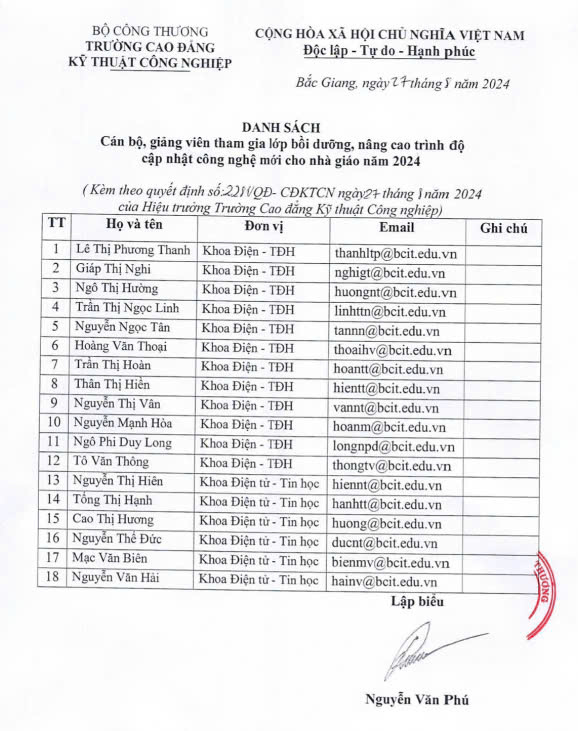 BỘ CÔNG THƯƠNG
TRƯỜNG CAO ĐẲNG
KỸ THUẬT CÔNG NGHIỆP
CỘNG HÒA XÃ HỘI CHỦ NGHĨA VIỆT NAM
Độc lập - Tự do - Hạnh phúc
Bắc Giang, ngày 27 tháng 8 năm 2024
DANH SÁCH
Cán bộ, giảng viên tham gia lớp bồi dưỡng, nâng cao trình độ
cập nhật công nghệ mới cho nhà giáo năm 2024
( Kèm theo quyết định số: /QĐ- CĐKTCN ngày 27 tháng 8 năm 2024
của Hiệu trưởng Trường Cao đẳng Kỹ thuật Công nghiệp)
TT Họ và tên Đơn vị Email Ghi chú
1 Lê Thị Phương Thanh Khoa Điện - TĐH thanhltp@bcit.edu.vn
2 Giáp Thị Nghi Khoa Điện - TĐH nghigt@bcit.edu.vn
3 Ngô Thị Hường Khoa Điện - TĐH huongnt@bcit.edu.vn
4 Trần Thị Ngọc Linh Khoa Điện - TĐH linhttn@bcit.edu.vn
5 Nguyễn Ngọc Tân Khoa Điện - TĐH tannn@bcit.edu.vn
6 Hoàng Văn Thoại Khoa Điện - TĐH thoaihv@bcit.edu.vn
7 Trần Thị Hoàn Khoa Điện - TĐH hoantt@bcit.edu.vn
8 Thân Thị Hiền Khoa Điện - TĐH hientt@bcit.edu.vn
9 Nguyễn Thị Vân Khoa Điện - TĐH vannt@bcit.edu.vn
10 Nguyễn Mạnh Hòa Khoa Điện - TĐH hoanm@bcit.edu.vn
11 Ngô Phi Duy Long Khoa Điện - TĐH longnpd@bcit.edu.vn
12 Tô Văn Thông Khoa Điện - TĐH thongtv@bcit.edu.vn
13 Nguyễn Thị Hiên Khoa Điện tử - Tin học hiennt@bcit.edu.vn
14 Tống Thị Hạnh Khoa Điện tử - Tin học hanhtt@bcit.edu.vn
15 Cao Thị Hương Khoa Điện tử - Tin học huong@bcit.edu.vn
16 Nguyễn Thế Đức Khoa Điện tử - Tin học ducnt@bcit.edu.vn
17 Mạc Văn Biên Khoa Điện tử - Tin học bienmv@bcit.edu.vn
18 Nguyễn Văn Hải Khoa Điện tử - Tin học hainv@bcit.edu.vn
THƯƠNG
Lập biểu
Nguyễn Văn Phú